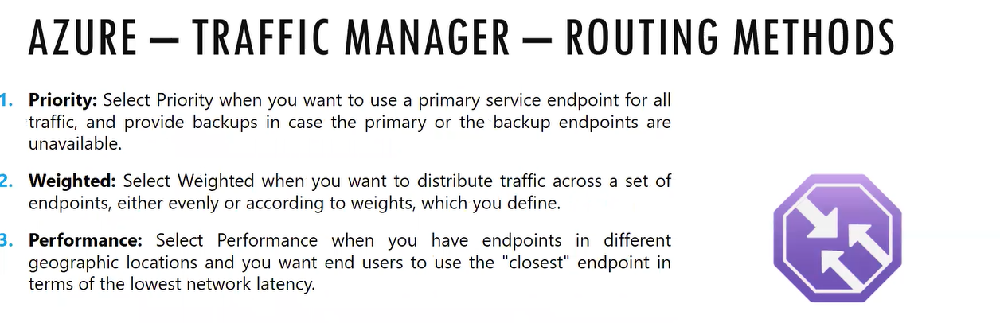 AZURE – TRAFFIC MANAGER – ROUTING METHODS
1. Priority: Select Priority when you want to use a primary service endpoint for all
traffic, and provide backups in case the primary or the backup endpoints are
unavailable.
2. Weighted: Select Weighted when you want to distribute traffic across a set of
endpoints, either evenly or according to weights, which you define.
3. Performance: Select Performance when you have endpoints in different
geographic locations and you want end users to use the "closest" endpoint in
terms of the lowest network latency.